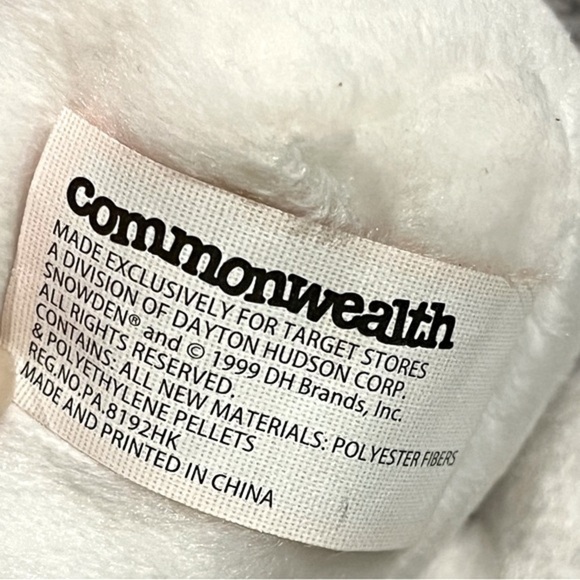 commonwealth
MADE EXCLUSIVELY FOR TARGET STORES
A DIVISION OF DAYTON HUDSON CORP.
SNOWDEN® and © 1999 DH Brands, Inc.
ALL RIGHTS RESERVED.
CONTAINS: ALL NEW MATERIALS: POLYESTER FIBERS
& POLYETHYLENE PELLETS
REG.NO.PA.8192HK
MADE AND PRINTED IN CHINA